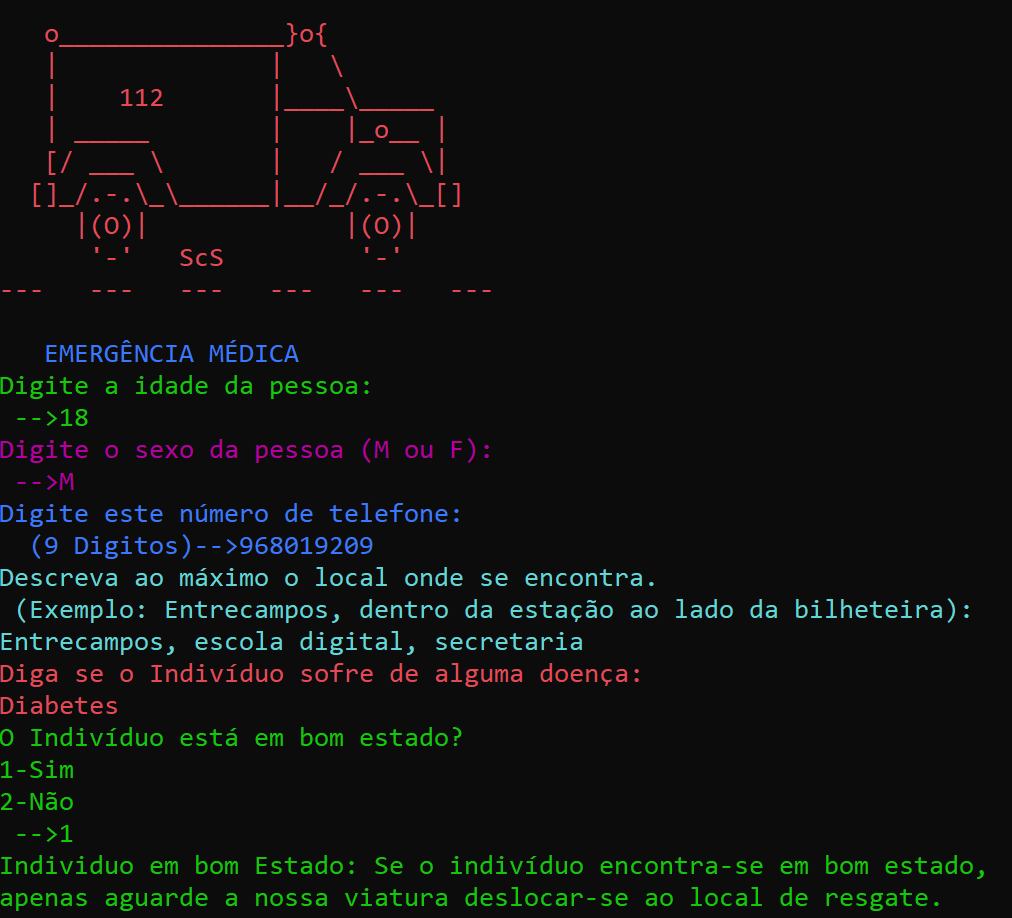 112
ScS
EMERGÊNCIA MÉDICA
Digite a idade da pessoa:
-->18
Digite o sexo da pessoa (M ou F):
-->M
Digite este número de telefone:
(9 Digitos)-->968019209
Descreva ao máximo o local onde se encontra.
(Exemplo: Entrecampos, dentro da estação ao lado da bilheteira):
Entrecampos, escola digital, secretaria
Diga se o Indivíduo sofre de alguma doença:
Diabetes
O Indivíduo está em bom estado?
1-Sim
2-Não
-->1
Individuo em bom Estado: Se o indivíduo encontra-se em bom estado,
apenas aguarde a nossa viatura deslocar-se ao local de resgate.